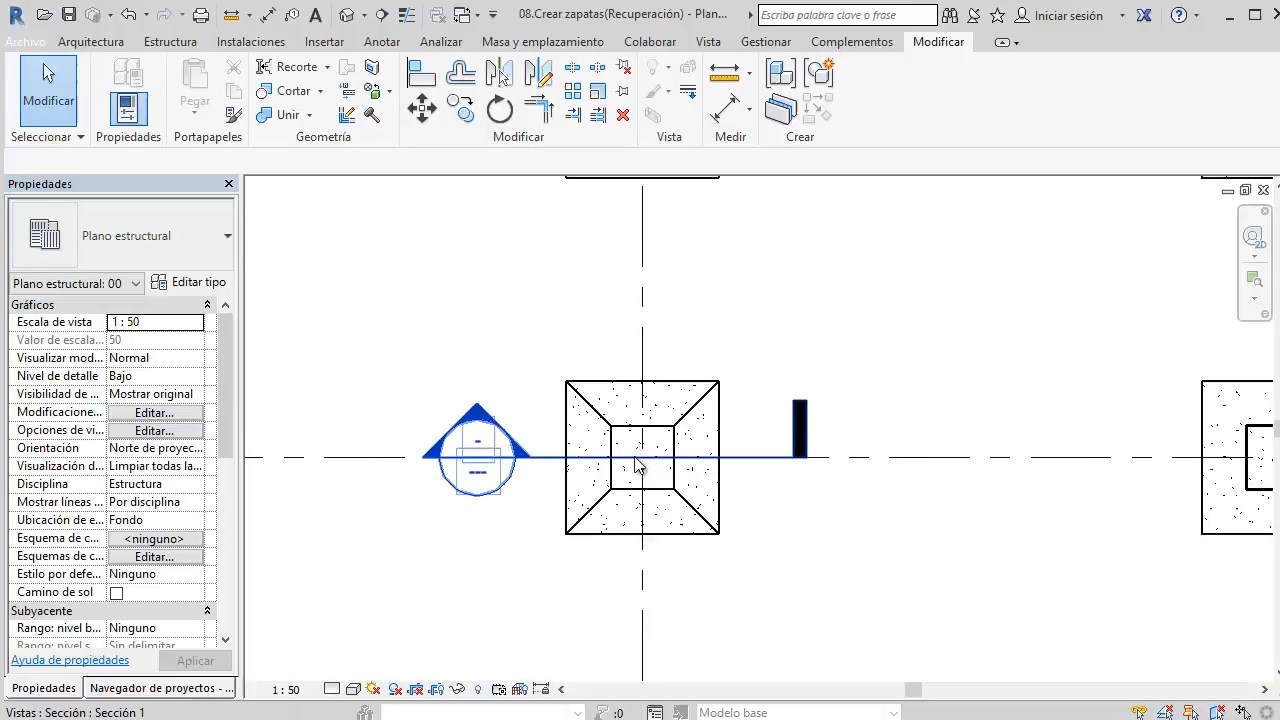 08.Crear zapatas(Recuperación) - Plan...
Escriba palabra clave o frase
Iniciar sesión
Archivo
Arquitectura
Estructura
Instalaciones
Insertar
Anotar
Analizar
Masa y emplazamiento
Colaborar
Vista
Gestionar
Complementos
Modificar
Modificar
Propiedades
Pegar
Recorte
Cortar
Unir
Seleccionar
Propiedades
Portapapeles
Geometría
Modificar
Vista
Medir
Crear
Propiedades
Plano estructural
Plano estructural: 00
Editar tipo
Gráficos
Escala de vista 1 : 50
Valor de escala... 50
Visualizar mod... Normal
Nivel de detalle Bajo
Visibilidad de ... Mostrar original
Modificacione... Editar...
Opciones de v... Editar...
Orientación Norte de proyec...
Visualización d... Limpiar todas la...
Disciplina Estructura
Mostrar líneas ... Por disciplina
Ubicación de e... Fondo
Esquema de c... <ninguno>
Esquemas de c... Editar...
Estilo por defe... Ninguno
Camino de sol
Subyacente
Rango: nivel b... Ninguno
Rango: nivel s... Sin delimitar
Ayuda de propiedades
Aplicar
Propiedades
Navegador de proyectos - ...
1 : 50
Vistas : Sección : Sección 1
:0
Modelo base
2D